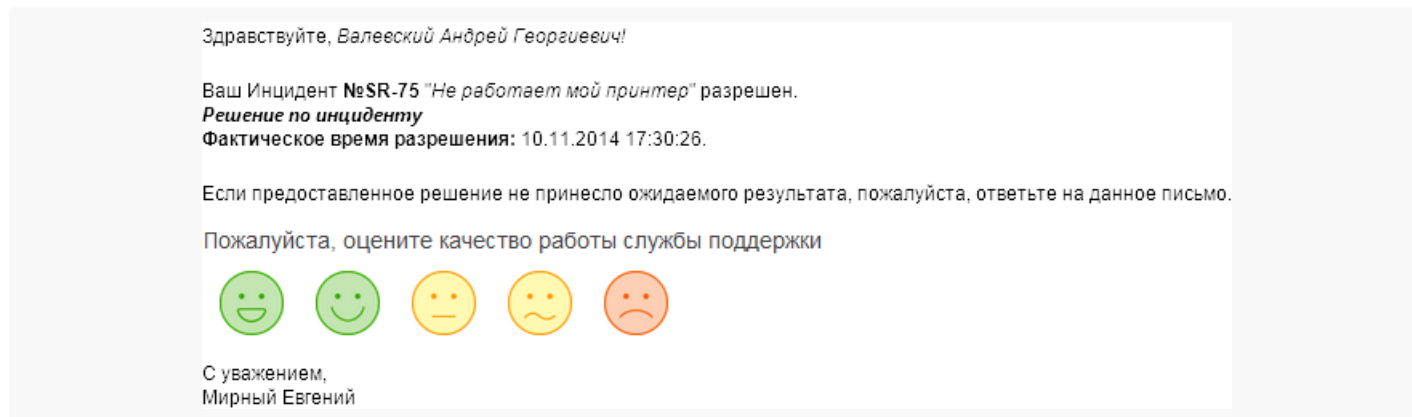 Здравствуйте, Валевский Андрей Георгиевич!
Ваш Инцидент №SR-75 "Не работает мой принтер" разрешен.
Решение по инциденту
Фактическое время разрешения: 10.11.2014 17:30:26.
Если предоставленное решение не принесло ожидаемого результата, пожалуйста, ответьте на данное письмо.
Пожалуйста, оцените качество работы службы поддержки
С уважением,
Мирный Евгений